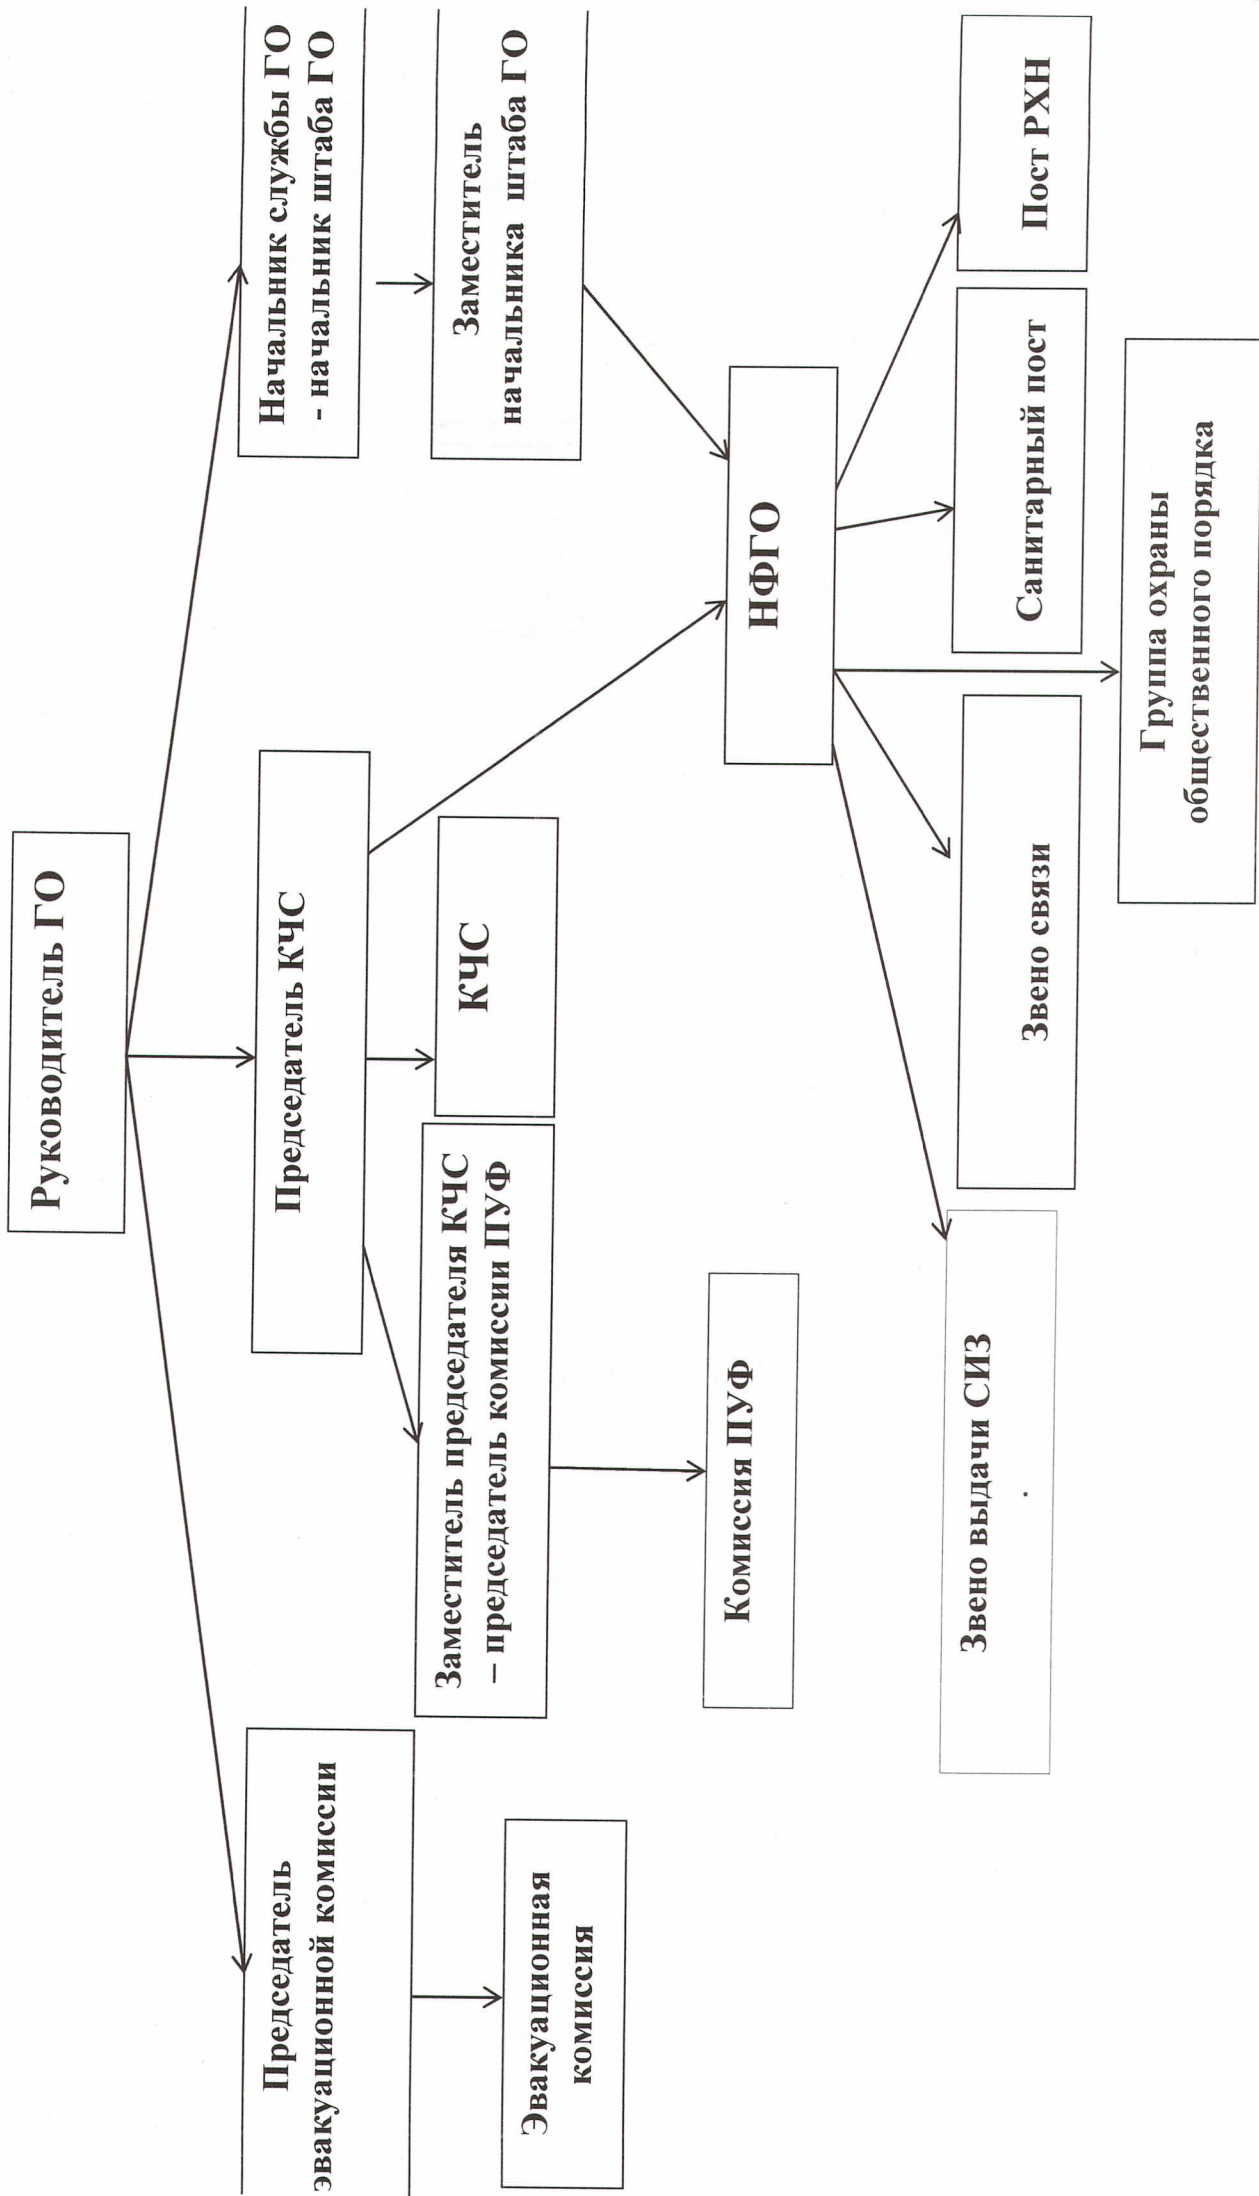 Руководитель ГО
Председатель
эвакуационной комиссии
Председатель КЧС
Начальник службы ГО
- начальник штаба ГО
Эвакуационная
комиссия
Заместитель председателя КЧС
– председатель комиссии ПУФ
КЧС
Заместитель
начальника штаба ГО
Комиссия ПУФ
НФГО
Звено выдачи СИЗ
Звено связи
Санитарный пост
Пост РХН
Группа охраны
общественного порядка